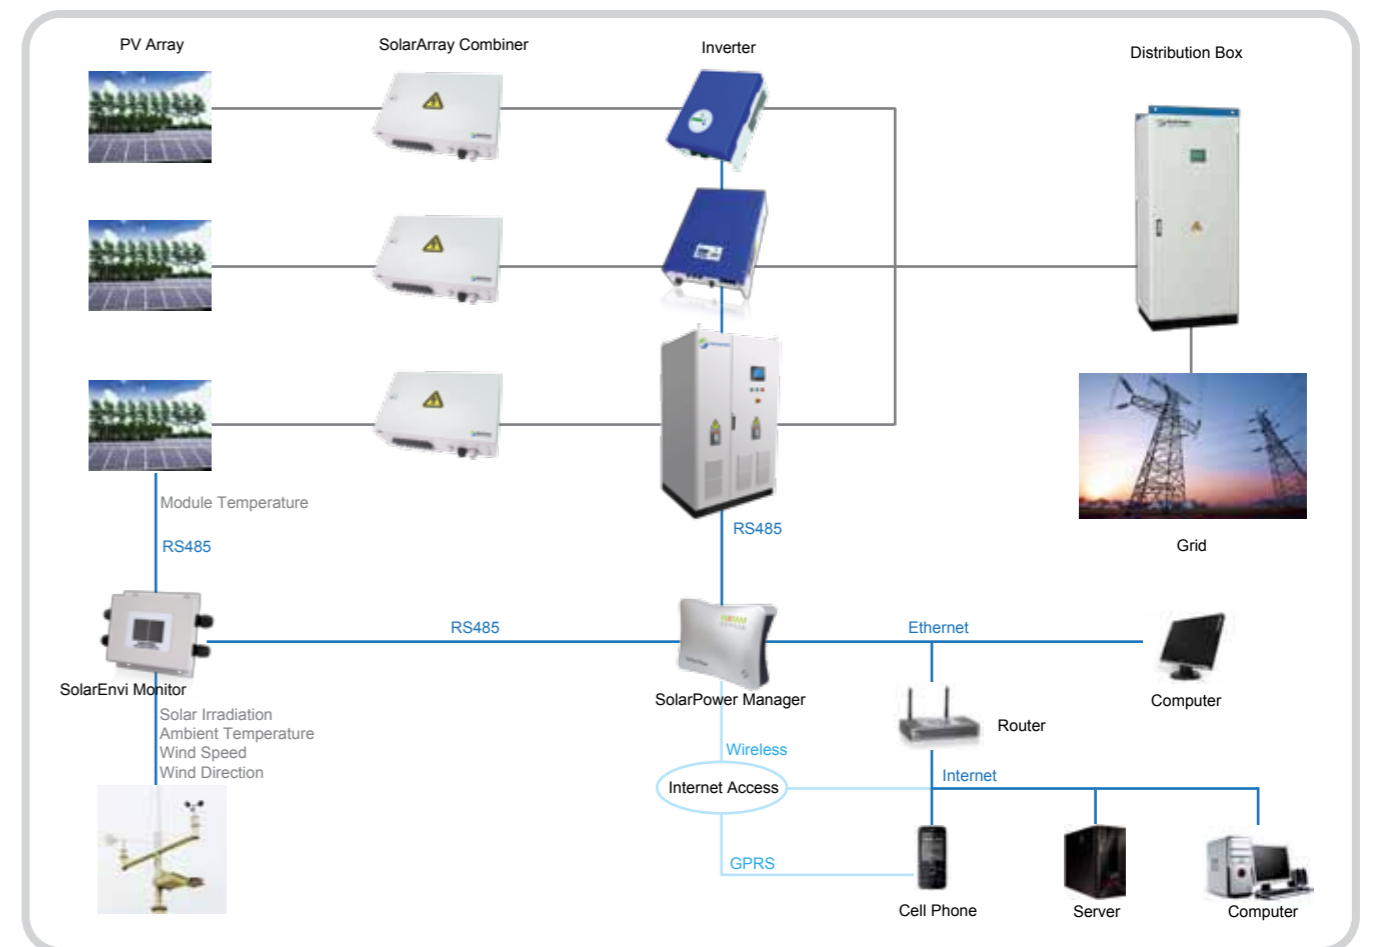 PV Array
SolarArray Combiner
Inverter
Distribution Box
Module Temperature
RS485
RS485
Grid
RS485
Ethernet
SolarEnvi Monitor
SolarPower Manager
Computer
Solar Irradiation
Ambient Temperature
Wind Speed
Wind Direction
Router
Wireless
Internet Access
Internet
GPRS
Cell Phone
Server
Computer